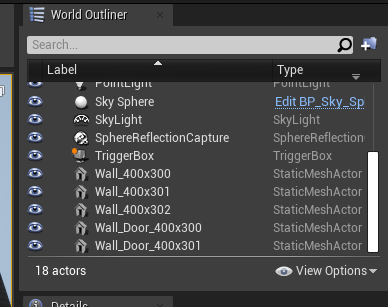 World Outliner
Search...
Label Type
PointLight PointLight
Sky Sphere Edit BP_Sky_Sp
SkyLight SkyLight
SphereReflectionCapture SphereReflection
TriggerBox TriggerBox
Wall_400x300 StaticMeshActor
Wall_400x301 StaticMeshActor
Wall_400x302 StaticMeshActor
Wall_Door_400x300 StaticMeshActor
Wall_Door_400x301 StaticMeshActor
18 actors View Options
Details